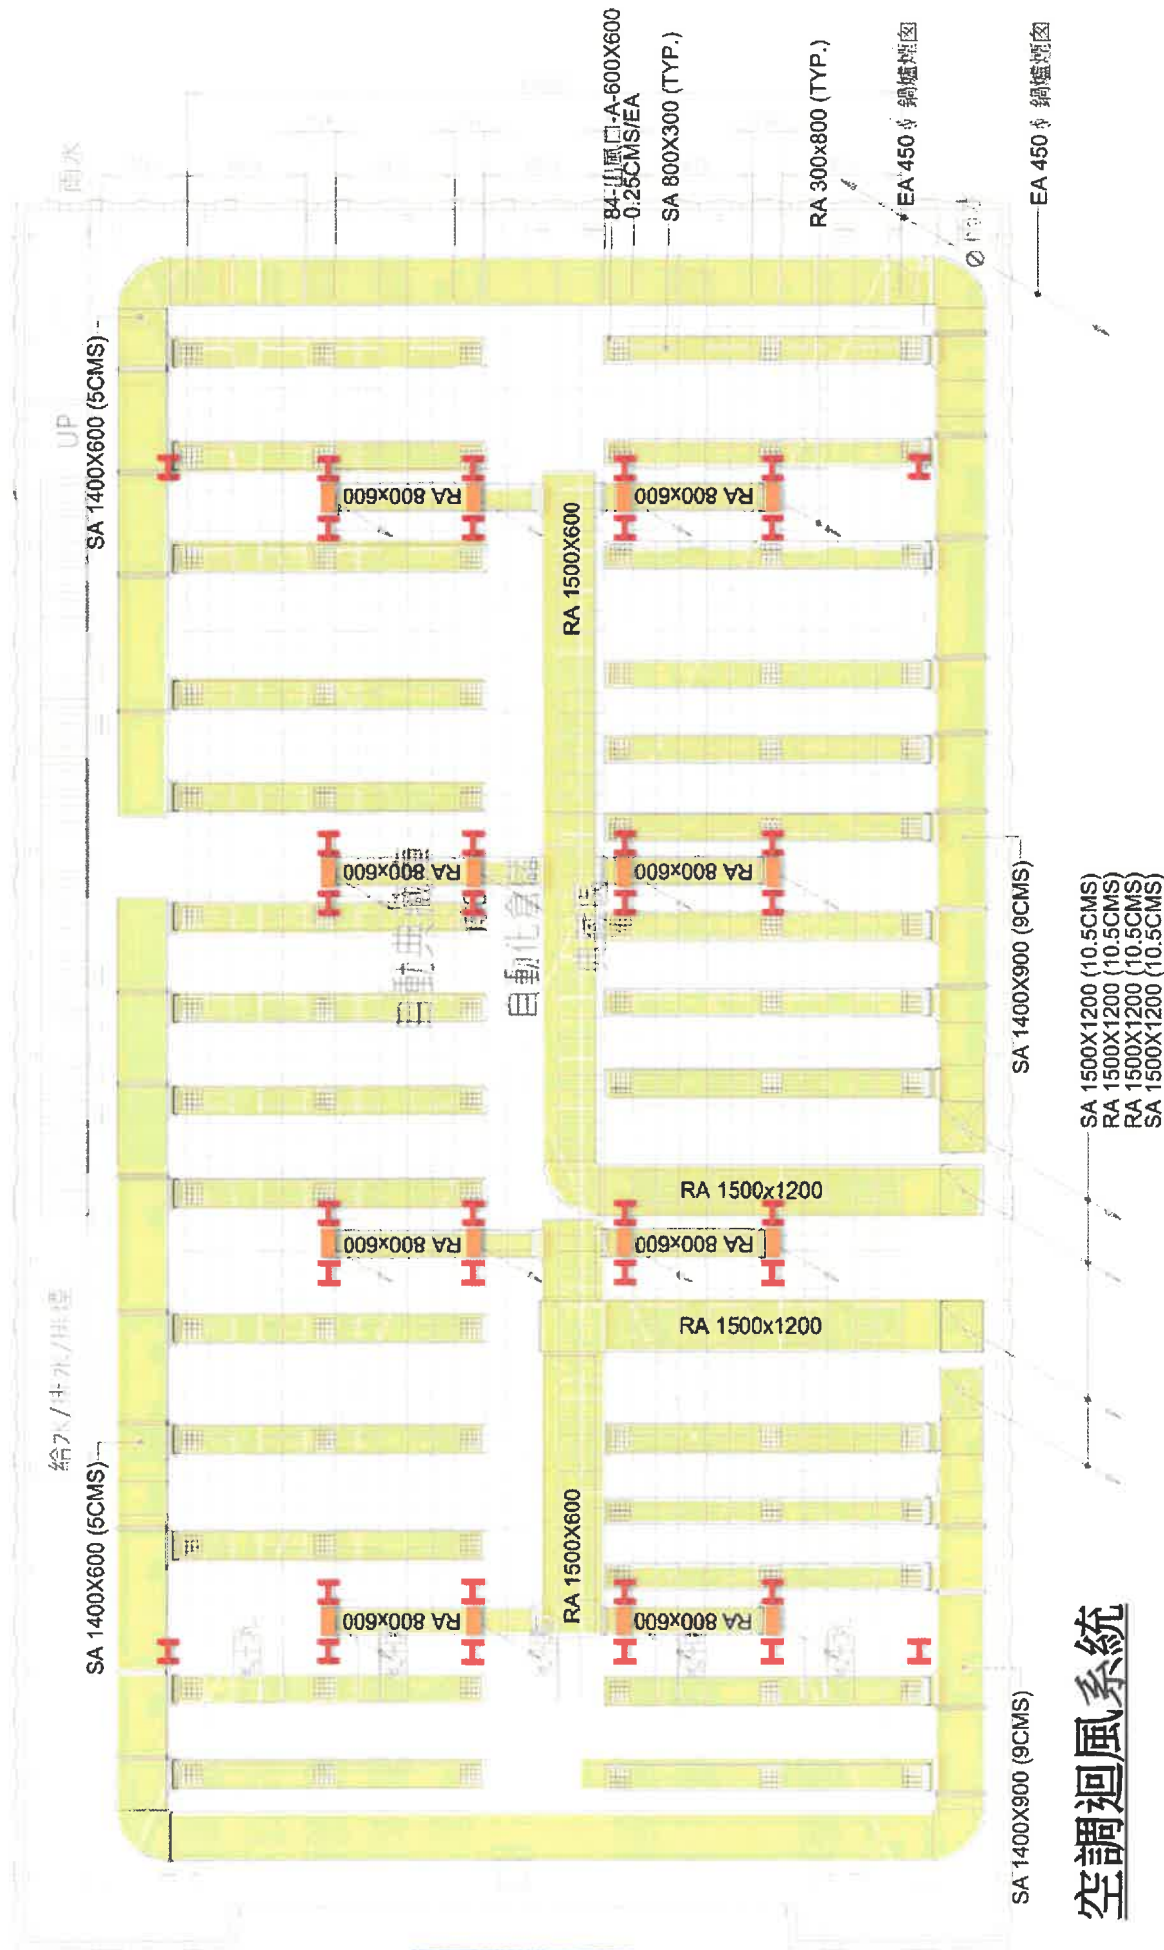 雨水
UP
SA 1400X600 (5CMS)
84-出風口-A-600X600
0.25CMS/EA
SA 800X300 (TYP.)
RA 300x800 (TYP.)
EA 450 φ 鍋爐煙囪
EA 450 φ 鍋爐煙囪
RA 800x600
RA 800x600
RA 1500X600
RA 800x600
RA 800x600
自動化倉儲
SA 1400X900 (9CMS)
SA 1500X1200 (10.5CMS)
RA 1500X1200 (10.5CMS)
RA 1500X1200 (10.5CMS)
SA 1500X1200 (10.5CMS)
RA 1500x1200
RA 800x600
RA 800x600
RA 1500x1200
SA 1400X600 (5CMS)
RA 1500X600
RA 800x600
RA 800x600
SA 1400X900 (9CMS)
空調迴風系統